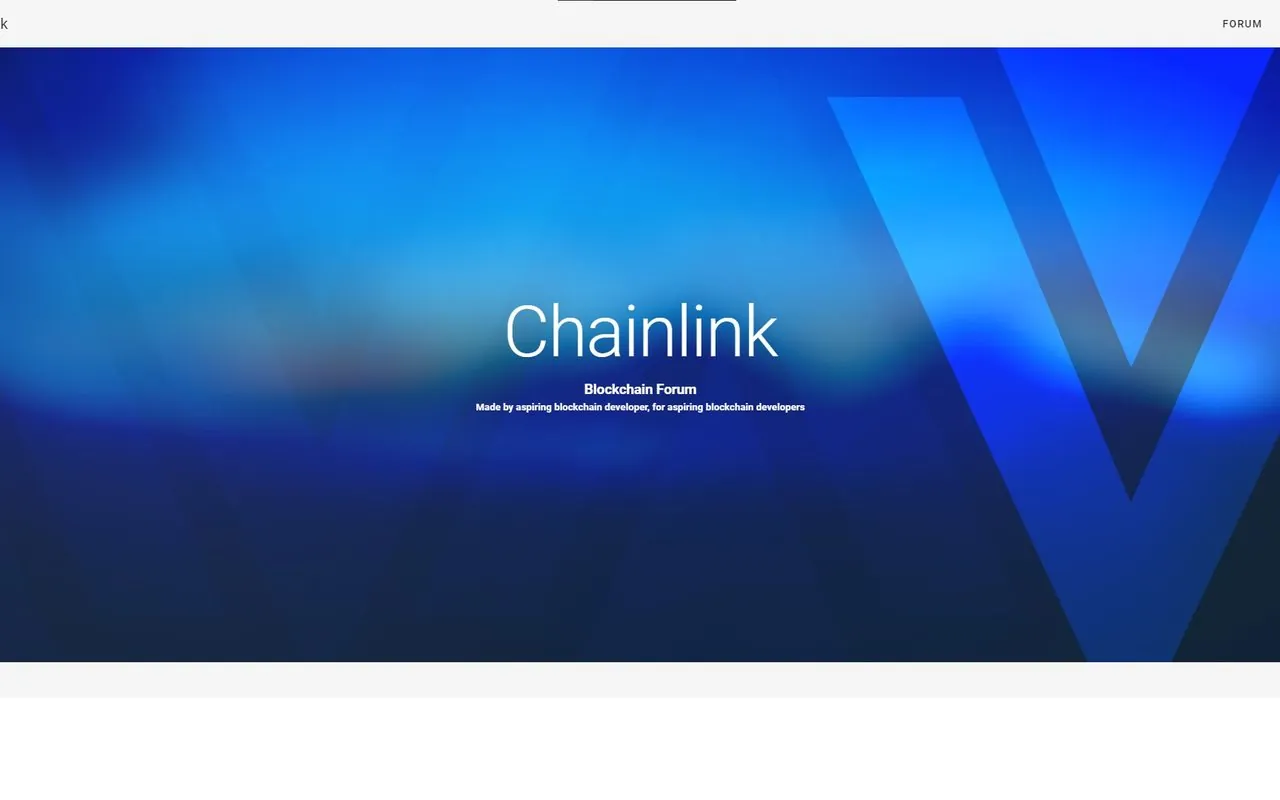 k
FORUM
Chainlink
Blockchain Forum
Made by aspiring blockchain developer, for aspiring blockchain developers